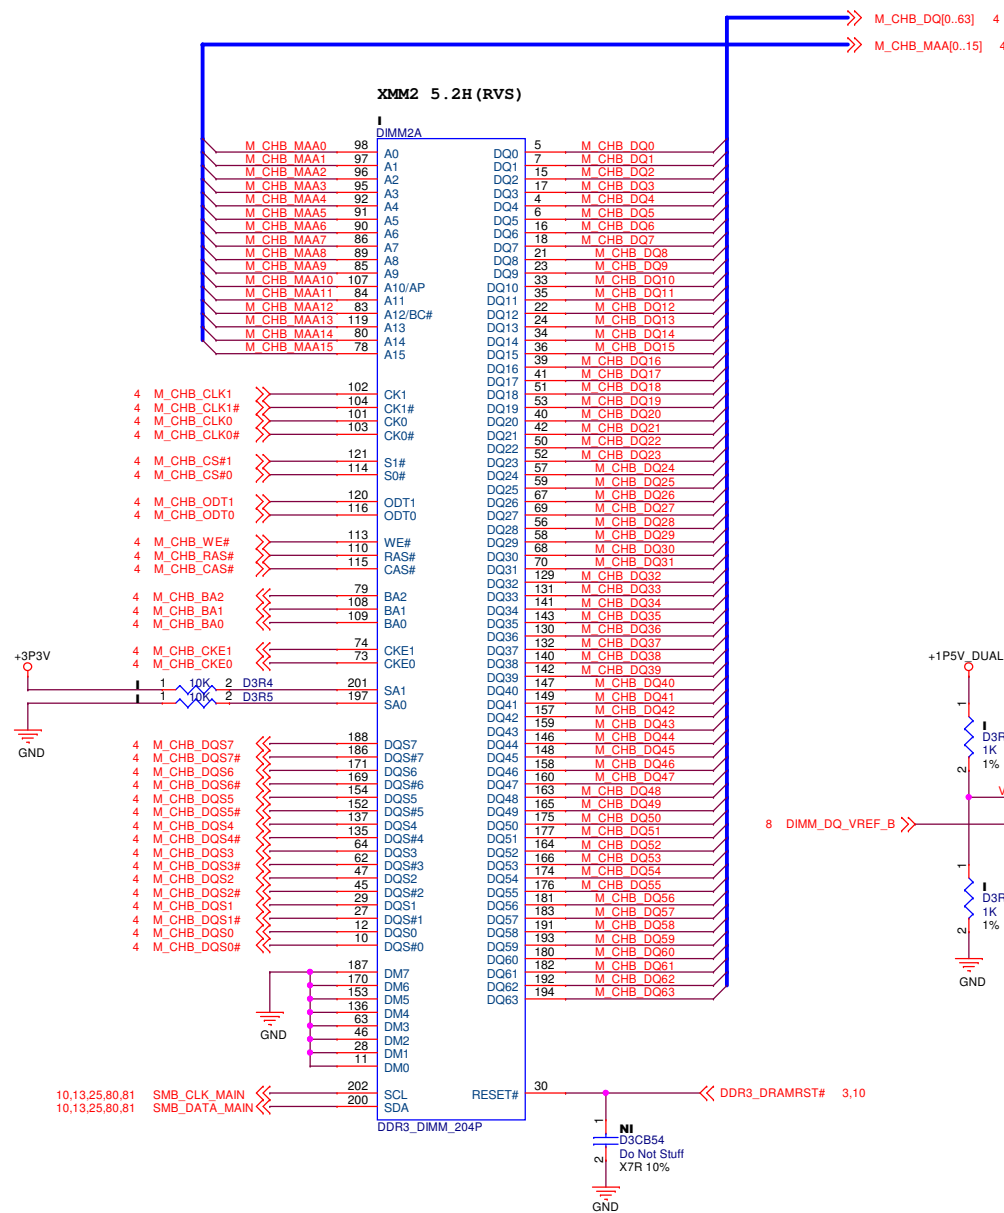 M_CHB_DQ[0..63] 4
M_CHB_MAA[0..15] 4
XMM2 5.2H(RVS)
I
DIMM2A
M_CHB_MAA0 98 A0
M_CHB_MAA1 97 A1
M_CHB_MAA2 96 A2
M_CHB_MAA3 95 A3
M_CHB_MAA4 92 A4
M_CHB_MAA5 91 A5
M_CHB_MAA6 90 A6
M_CHB_MAA7 86 A7
M_CHB_MAA8 89 A8
M_CHB_MAA9 85 A9
M_CHB_MAA10 107 A10/AP
M_CHB_MAA11 84 A11
M_CHB_MAA12 83 A12/BC#
M_CHB_MAA13 119 A13
M_CHB_MAA14 80 A14
M_CHB_MAA15 78 A15
4 M_CHB_CLK1 102 CK1
4 M_CHB_CLK1# 104 CK1#
4 M_CHB_CLK0 101 CK0
4 M_CHB_CLK0# 103 CK0#
4 M_CHB_CS#1 121 S1#
4 M_CHB_CS#0 114 S0#
4 M_CHB_ODT1 120 ODT1
4 M_CHB_ODT0 116 ODT0
4 M_CHB_WE# 113 WE#
4 M_CHB_RAS# 110 RAS#
4 M_CHB_CAS# 115 CAS#
4 M_CHB_BA2 79 BA2
4 M_CHB_BA1 108 BA1
4 M_CHB_BA0 109 BA0
4 M_CHB_CKE1 74 CKE1
4 M_CHB_CKE0 73 CKE0
+3P3V
I 1 10K 2 D3R4 201 SA1
I 1 10K 2 D3R5 197 SA0
GND
4 M_CHB_DQS7 188 DQS7
4 M_CHB_DQS7# 186 DQS#7
4 M_CHB_DQS6 171 DQS6
4 M_CHB_DQS6# 169 DQS#6
4 M_CHB_DQS5 154 DQS5
4 M_CHB_DQS5# 152 DQS#5
4 M_CHB_DQS4 137 DQS4
4 M_CHB_DQS4# 135 DQS#4
4 M_CHB_DQS3 64 DQS3
4 M_CHB_DQS3# 62 DQS#3
4 M_CHB_DQS2 47 DQS2
4 M_CHB_DQS2# 45 DQS#2
4 M_CHB_DQS1 29 DQS1
4 M_CHB_DQS1# 27 DQS#1
4 M_CHB_DQS0 12 DQS0
4 M_CHB_DQS0# 10 DQS#0
187 DM7
170 DM6
153 DM5
136 DM4
63 DM3
46 DM2
28 DM1
11 DM0
GND
10,13,25,80,81 SMB_CLK_MAIN 202 SCL
10,13,25,80,81 SMB_DATA_MAIN 200 SDA
DDR3_DIMM_204P
DQ0 5 M_CHB_DQ0
DQ1 7 M_CHB_DQ1
DQ2 15 M_CHB_DQ2
DQ3 17 M_CHB_DQ3
DQ4 4 M_CHB_DQ4
DQ5 6 M_CHB_DQ5
DQ6 16 M_CHB_DQ6
DQ7 18 M_CHB_DQ7
DQ8 21 M_CHB_DQ8
DQ9 23 M_CHB_DQ9
DQ10 33 M_CHB_DQ10
DQ11 35 M_CHB_DQ11
DQ12 22 M_CHB_DQ12
DQ13 24 M_CHB_DQ13
DQ14 34 M_CHB_DQ14
DQ15 36 M_CHB_DQ15
DQ16 39 M_CHB_DQ16
DQ17 41 M_CHB_DQ17
DQ18 51 M_CHB_DQ18
DQ19 53 M_CHB_DQ19
DQ20 40 M_CHB_DQ20
DQ21 42 M_CHB_DQ21
DQ22 50 M_CHB_DQ22
DQ23 52 M_CHB_DQ23
DQ24 57 M_CHB_DQ24
DQ25 59 M_CHB_DQ25
DQ26 67 M_CHB_DQ26
DQ27 69 M_CHB_DQ27
DQ28 56 M_CHB_DQ28
DQ29 58 M_CHB_DQ29
DQ30 68 M_CHB_DQ30
DQ31 70 M_CHB_DQ31
DQ32 129 M_CHB_DQ32
DQ33 131 M_CHB_DQ33
DQ34 141 M_CHB_DQ34
DQ35 143 M_CHB_DQ35
DQ36 130 M_CHB_DQ36
DQ37 132 M_CHB_DQ37
DQ38 140 M_CHB_DQ38
DQ39 142 M_CHB_DQ39
DQ40 147 M_CHB_DQ40
DQ41 149 M_CHB_DQ41
DQ42 157 M_CHB_DQ42
DQ43 159 M_CHB_DQ43
DQ44 146 M_CHB_DQ44
DQ45 148 M_CHB_DQ45
DQ46 158 M_CHB_DQ46
DQ47 160 M_CHB_DQ47
DQ48 163 M_CHB_DQ48
DQ49 165 M_CHB_DQ49
DQ50 175 M_CHB_DQ50
DQ51 177 M_CHB_DQ51
DQ52 164 M_CHB_DQ52
DQ53 166 M_CHB_DQ53
DQ54 174 M_CHB_DQ54
DQ55 176 M_CHB_DQ55
DQ56 181 M_CHB_DQ56
DQ57 183 M_CHB_DQ57
DQ58 191 M_CHB_DQ58
DQ59 193 M_CHB_DQ59
DQ60 180 M_CHB_DQ60
DQ61 182 M_CHB_DQ61
DQ62 192 M_CHB_DQ62
DQ63 194 M_CHB_DQ63
RESET# 30 DDR3_DRAMRST# 3,10
1
2
NI
D3CB54
Do Not Stuff
X7R 10%
GND
+1P5V_DUAL
1
2
I
D3R
1K
1%
V
8 DIMM_DQ_VREF_B
1
2
I
D3R
1K
1%
GND